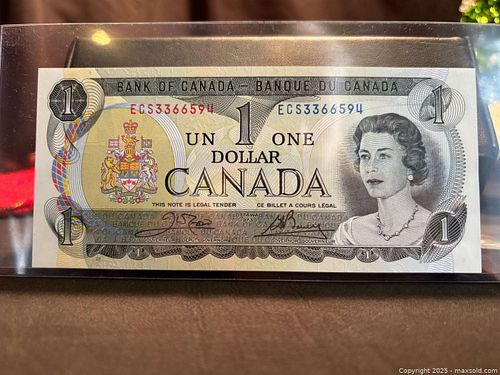 BANK OF CANADA – BANQUE DU CANADA
1 1
ECS3366594 ECS3366594
UN 1 ONE
DOLLAR
CANADA
THIS NOTE IS LEGAL TENDER CE BILLET A COURS LÉGAL
1 1
Copyright 2025 - maxsold.com